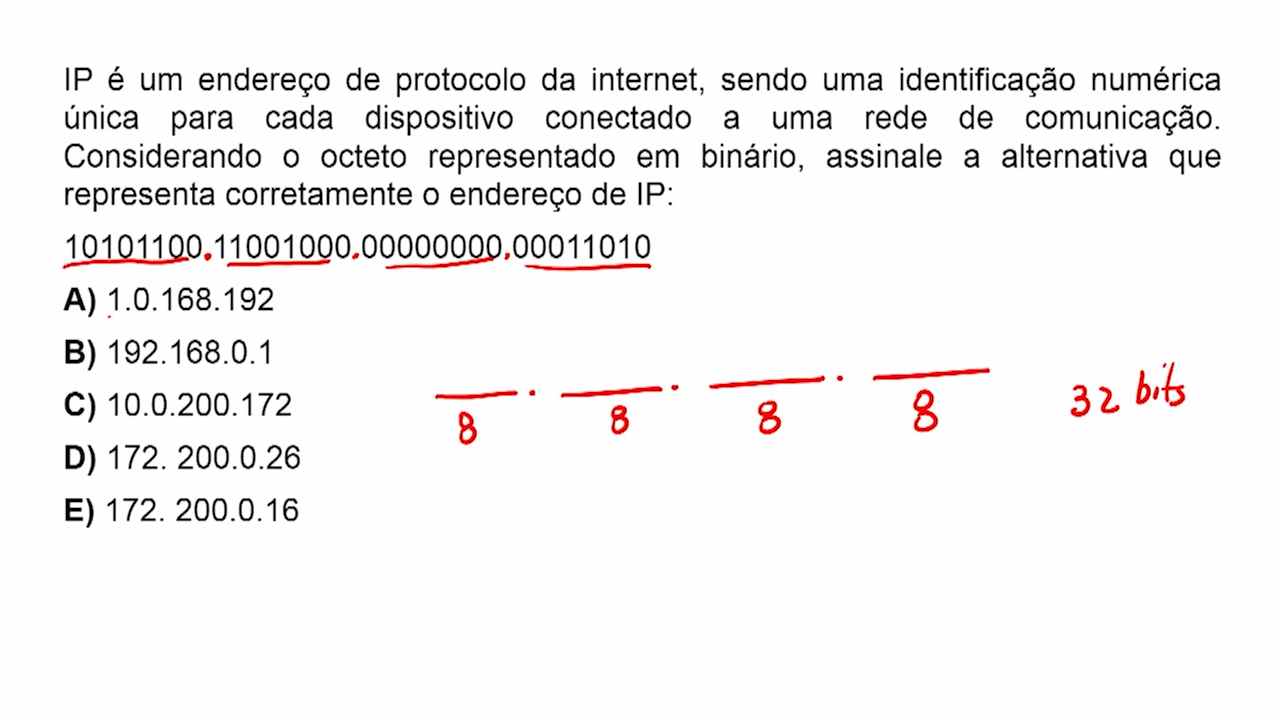 IP é um endereço de protocolo da internet, sendo uma identificação numérica
única para cada dispositivo conectado a uma rede de comunicação.
Considerando o octeto representado em binário, assinale a alternativa que
representa corretamente o endereço de IP:
10101100.11001000.00000000.00011010
A) 1.0.168.192
B) 192.168.0.1
C) 10.0.200.172
D) 172. 200.0.26
E) 172. 200.0.16
8 8 8 8 32 bits